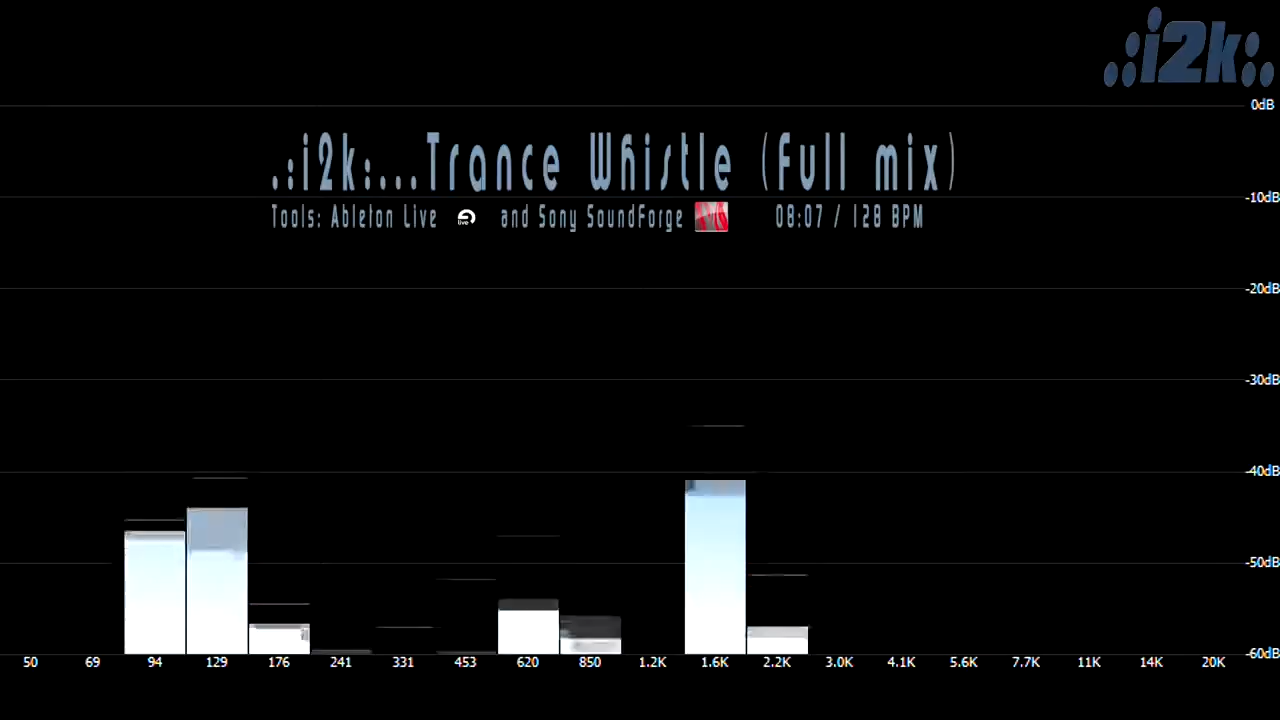 .:i2k:.
0dB
.:i2k:...Trance Whistle (Full mix)
-10dB
Tools: Ableton Live live and Sony SoundForge 08:07 / 128 BPM
-20dB
-30dB
-40dB
-50dB
-60dB
50 69 94 129 176 241 331 453 620 850 1.2K 1.6K 2.2K 3.0K 4.1K 5.6K 7.7K 11K 14K 20K